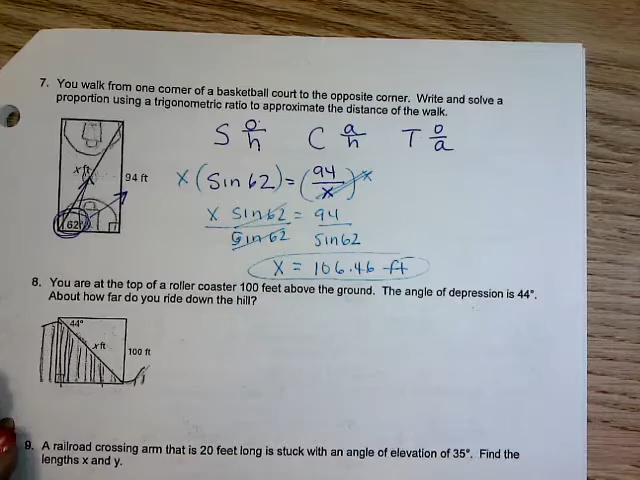 7. You walk from one corner of a basketball court to the opposite corner. Write and solve a
proportion using a trigonometric ratio to approximate the distance of the walk.
S o/h C a/h T o/a
x ft
94 ft
62°
x (sin 62) = (94/x) x
x sin 62 / sin 62 = 94 / sin 62
x = 106.46 ft
8. You are at the top of a roller coaster 100 feet above the ground. The angle of depression is 44°.
About how far do you ride down the hill?
44°
x ft
100 ft
9. A railroad crossing arm that is 20 feet long is stuck with an angle of elevation of 35°. Find the
lengths x and y.